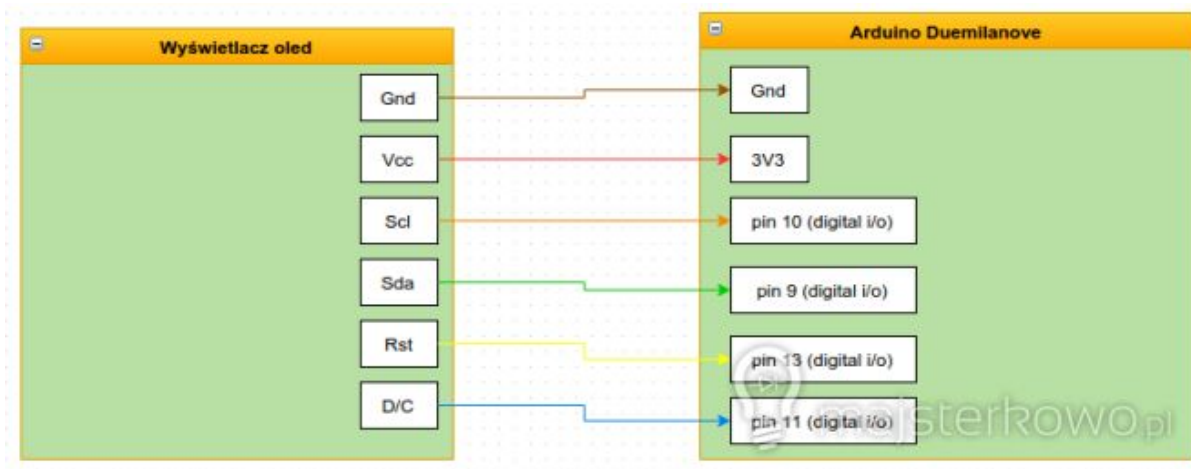 Wyświetlacz oled
Gnd
Vcc
Scl
Sda
Rst
D/C
Arduino Duemilanove
Gnd
3V3
pin 10 (digital i/o)
pin 9 (digital i/o)
pin 13 (digital i/o)
pin 11 (digital i/o)
majsterkowo.pl